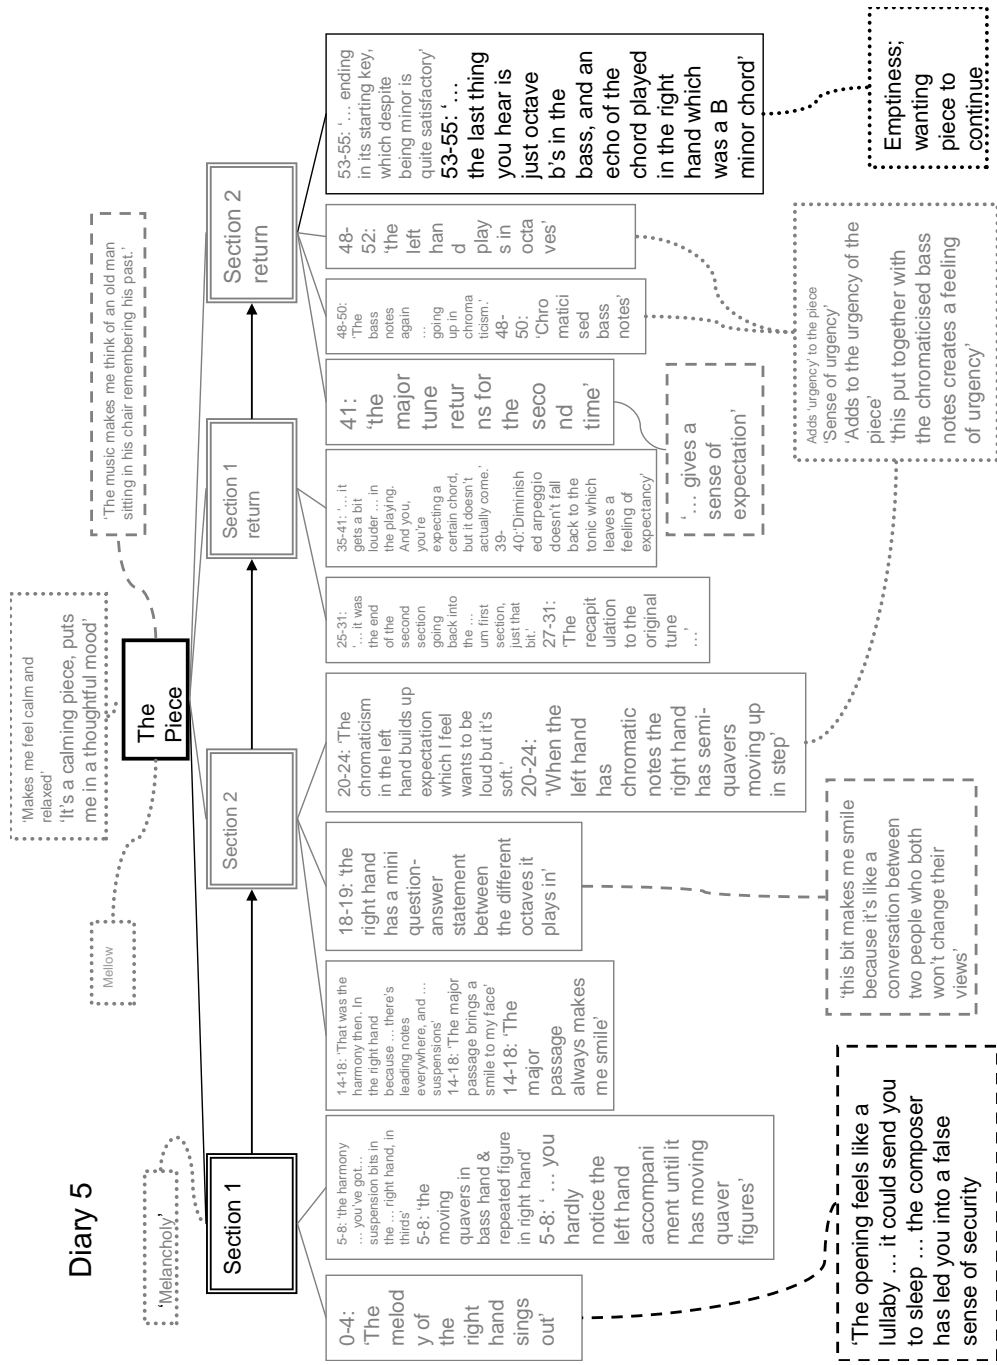 Diary 5
'Makes me feel calm and
relaxed'
'It's a calming piece, puts
me in a thoughtful mood'
'The music makes me think of an old man
sitting in his chair remembering his past.'
Mellow
'Melancholy'
The
Piece
Section 1
Section 2
Section 1
return
Section 2
return
0-4:
'The
melod
y of
the
right
hand
sings
out'
5-8: 'the harmony
… you've got…
suspension bits in
the … right hand, in
thirds'
5-8: 'the
moving
quavers in
bass hand &
repeated figure
in right hand'
5-8: ' … you
hardly
notice the
left hand
accompani
ment until it
has moving
quaver
figures'
14-18: 'That was the
harmony then. In
the right hand
because … there's
leading notes
everywhere, and …
suspensions'
14-18: 'The major
passage brings a
smile to my face'
14-18: 'The
major
passage
always makes
me smile'
18-19: 'the
right hand
has a mini
question-
answer
statement
between
the different
octaves it
plays in'
20-24: 'The
chromaticism
in the left
hand builds up
expectation
which I feel
wants to be
loud but it's
soft.'
20-24:
'When the
left hand
has
chromatic
notes the
right hand
has semi-
quavers
moving up
in step'
25-31:
'… it was
the end
of the
second
section
going
back into
the …
um first
section,
just that
bit.'
27-31:
'The
recapit
ulation
to the
original
tune
…'
35-41: '… it
gets a bit
louder … in
the playing.
And you,
you're
expecting a
certain chord,
but it doesn't
actually come.'
39-
40:'Diminish
ed arpeggio
doesn't fall
back to the
tonic which
leaves a
feeling of
expectancy'
41: 'the
major
tune
retur
ns for
the
seco
nd
time'
48-50:
'The
bass
notes
again
…
going
up in
chroma
ticism.'
48-
50:
'Chro
matici
sed
bass
notes'
48-
52:
'the
left
han
d
play
s in
octa
ves'
53-55: '… ending
in its starting key,
which despite
being minor is
quite satisfactory'
53-55: ' …
the last thing
you hear is
just octave
b's in the
bass, and an
echo of the
chord played
in the right
hand which
was a B
minor chord'
'The opening feels like a
lullaby … it could send you
to sleep … the composer
has led you into a false
sense of security
'this bit makes me smile
because it's like a
conversation between
two people who both
won't change their
views'
'… gives a
sense of
expectation'
Adds 'urgency' to the piece
'Sense of urgency'
'Adds to the urgency of the
piece'
'this put together with
the chromaticised bass
notes creates a feeling
of urgency'
Emptiness;
wanting
piece to
continue